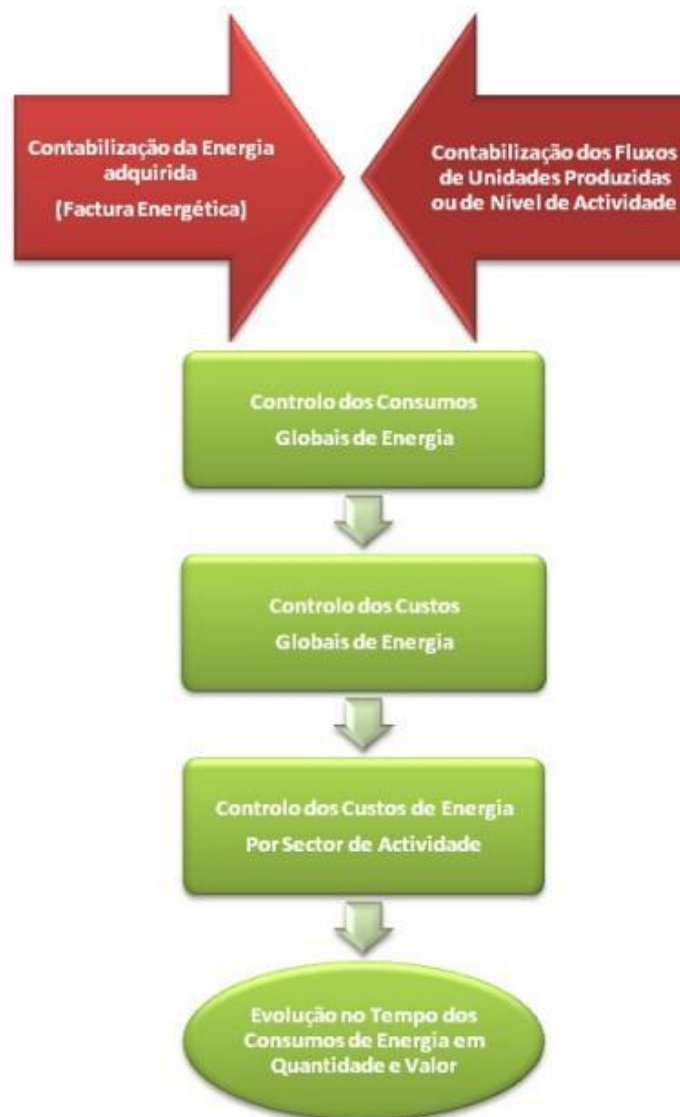 Contabilização da Energia
adquirida
(Factura Energética)
Contabilização dos Fluxos
de Unidades Produzidas
ou de Nível de Actividade
Controlo dos Consumos
Globais de Energia
Controlo dos Custos
Globais de Energia
Controlo dos Custos de Energia
Por Sector de Actividade
Evolução no Tempo dos
Consumos de Energia em
Quantidade e Valor